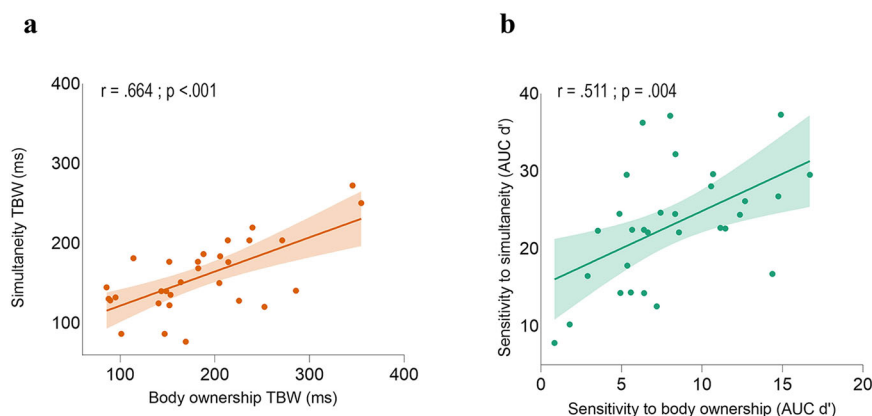 a
r = .664 ; p <.001
Simultaneity TBW (ms)
400
300
200
100
100 200 300 400
Body ownership TBW (ms)
b
r = .511 ; p = .004
Sensitivity to simultaneity (AUC d')
40
30
20
10
0
0 5 10 15 20
Sensitivity to body ownership (AUC d')